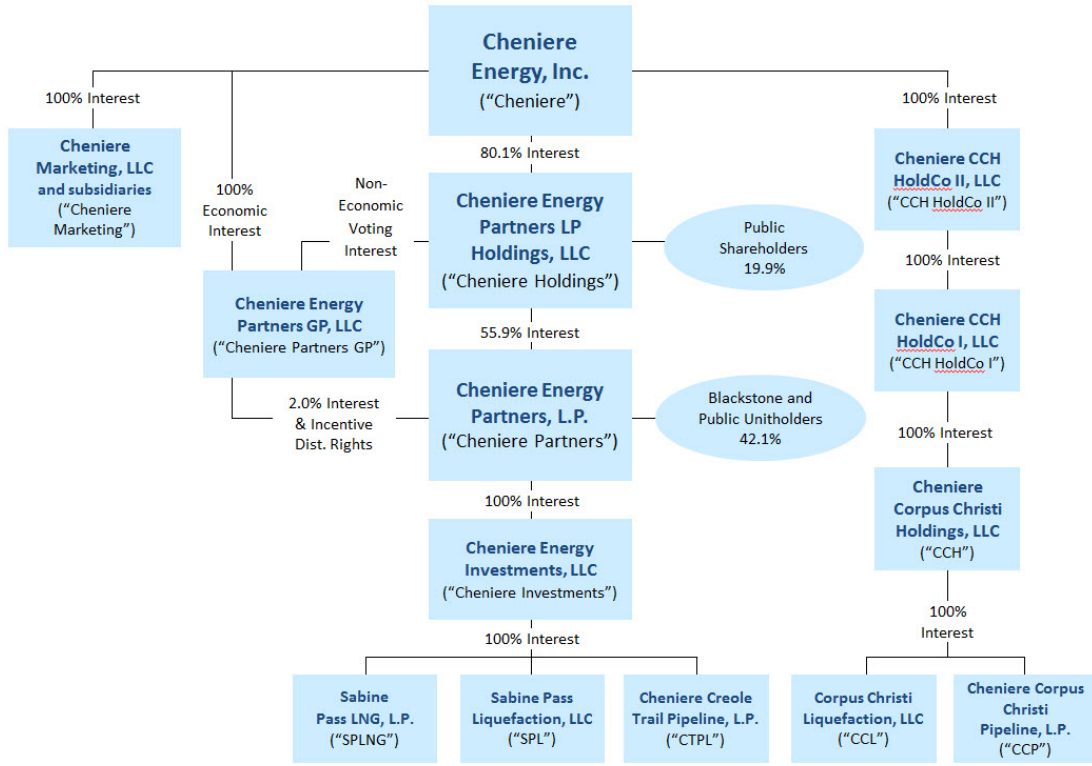 Cheniere
Energy, Inc.
(“Cheniere”)
100% Interest
100% Interest
Cheniere
Marketing, LLC
and subsidiaries
(“Cheniere
Marketing”)
80.1% Interest
Cheniere CCH
HoldCo II, LLC
(“CCH HoldCo II”)
100%
Economic
Interest
Non-
Economic
Voting
Interest
Cheniere Energy
Partners LP
Holdings, LLC
(“Cheniere Holdings”)
Public
Shareholders
19.9%
100% Interest
Cheniere Energy
Partners GP, LLC
(“Cheniere Partners GP”)
55.9% Interest
Cheniere CCH
HoldCo I, LLC
(“CCH HoldCo I”)
2.0% Interest
& Incentive
Dist. Rights
Cheniere Energy
Partners, L.P.
(“Cheniere Partners”)
Blackstone and
Public Unitholders
42.1%
100% Interest
100% Interest
Cheniere
Corpus Christi
Holdings, LLC
(“CCH”)
Cheniere Energy
Investments, LLC
(“Cheniere Investments”)
100% Interest
100%
Interest
Sabine
Pass LNG, L.P.
(“SPLNG”)
Sabine Pass
Liquefaction, LLC
(“SPL”)
Cheniere Creole
Trail Pipeline, L.P.
(“CTPL”)
Corpus Christi
Liquefaction, LLC
(“CCL”)
Cheniere Corpus
Christi
Pipeline, L.P.
(“CCP”)